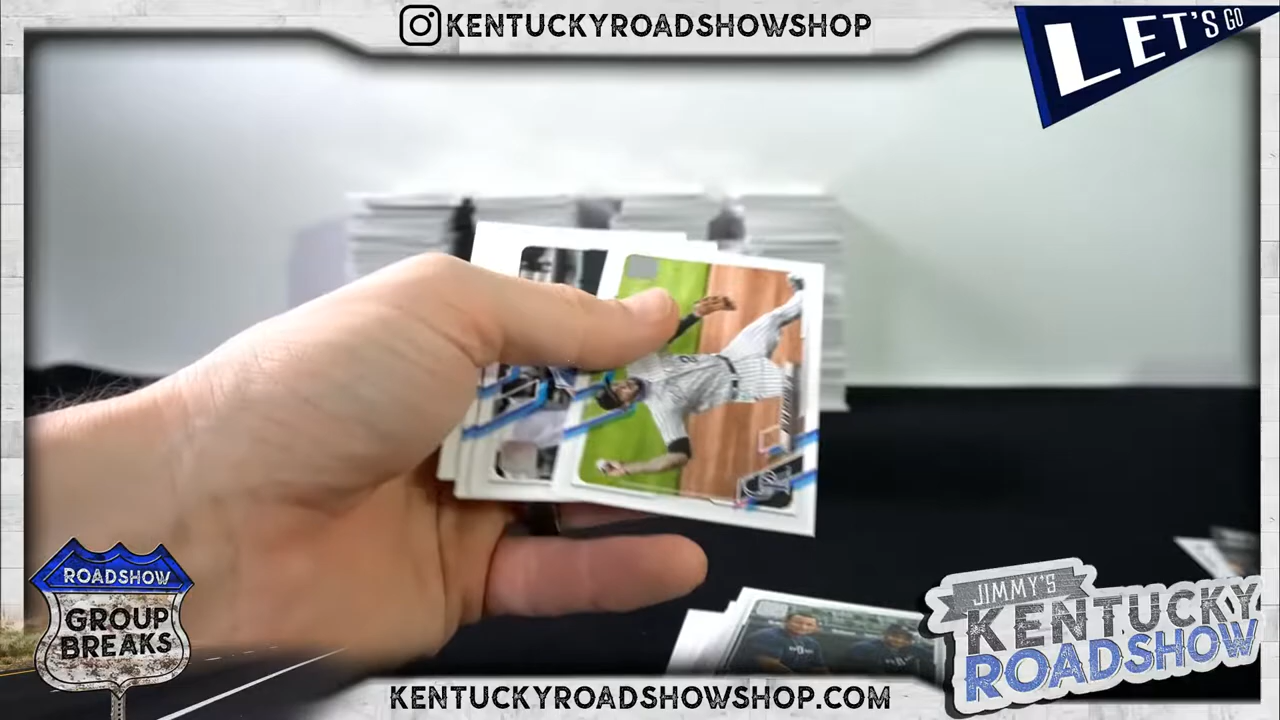 KENTUCKYROADSHOWSHOP
LET'S GO
ROADSHOW
GROUP
BREAKS
JIMMY'S
KENTUCKY
ROADSHOW
KENTUCKYROADSHOWSHOP.COM